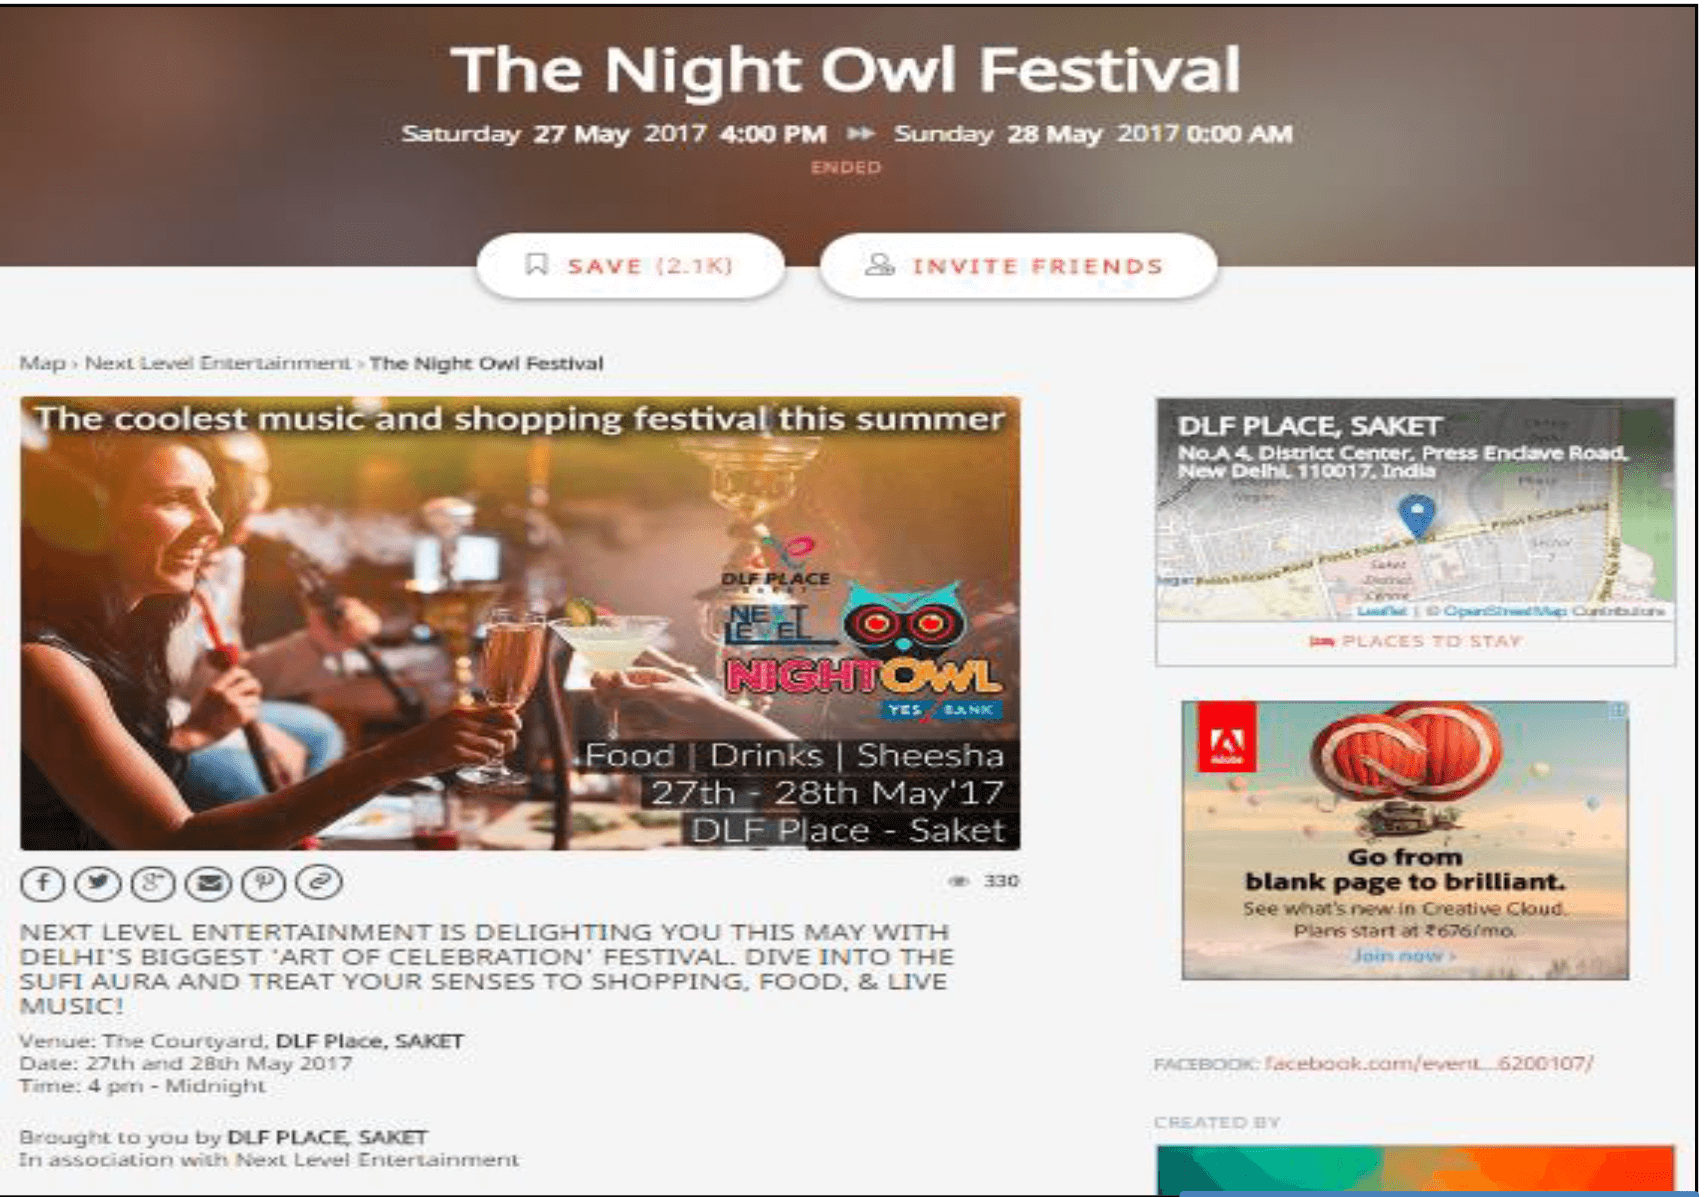 The Night Owl Festival
Saturday 27 May 2017 4:00 PM Sunday 28 May 2017 0:00 AM
ENDED
SAVE (2.1K)
INVITE FRIENDS
Map › Next Level Entertainment › The Night Owl Festival
The coolest music and shopping festival this summer
DLF PLACE
NEXT
LEVEL
NIGHTOWL
YES BANK
Food | Drinks | Sheesha
27th - 28th May'17
DLF Place - Saket
330
NEXT LEVEL ENTERTAINMENT IS DELIGHTING YOU THIS MAY WITH
DELHI'S BIGGEST 'ART OF CELEBRATION' FESTIVAL. DIVE INTO THE
SUFI AURA AND TREAT YOUR SENSES TO SHOPPING, FOOD, & LIVE
MUSIC!
Venue: The Courtyard, DLF Place, SAKET
Date: 27th and 28th May 2017
Time: 4 pm - Midnight
Brought to you by DLF PLACE, SAKET
In association with Next Level Entertainment
DLF PLACE, SAKET
No.A 4, District Center, Press Enclave Road,
New Delhi, 110017, India
Press Enclave Road
Saket
District
Centre
Leaflet | © OpenStreetMap Contributors
PLACES TO STAY
Adobe
Go from
blank page to brilliant.
See what's new in Creative Cloud.
Plans start at ₹676/mo.
Join now ›
FACEBOOK: facebook.com/event...6200107/
CREATED BY